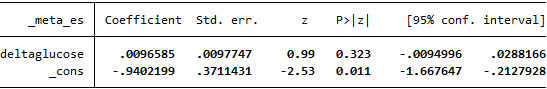 _meta_es Coefficient Std. err. z P>|z| [95% conf. interval]
deltaglucose .0096585 .0097747 0.99 0.323 -.0094996 .0288166
_cons -.9402199 .3711431 -2.53 0.011 -1.667647 -.2127928